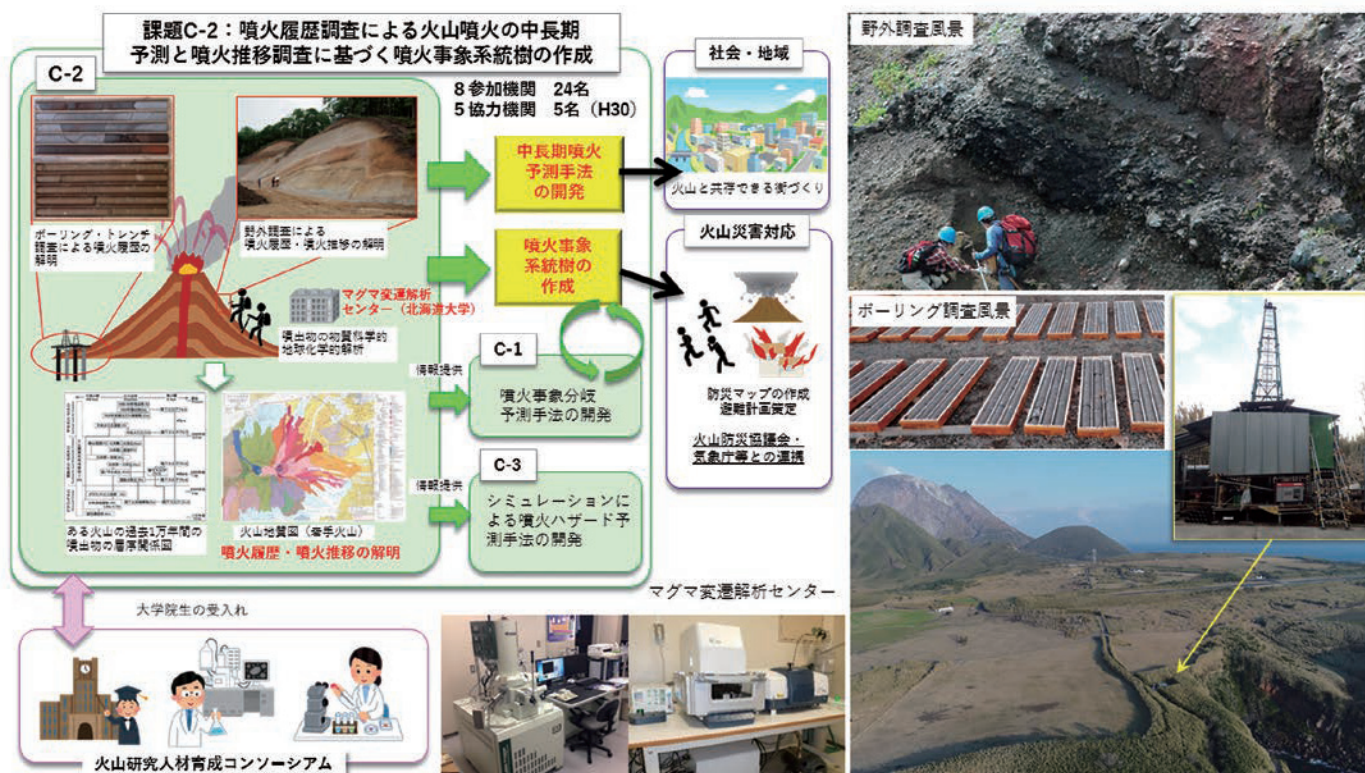 課題C-2：噴火履歴調査による火山噴火の中長期
予測と噴火推移調査に基づく噴火事象系統樹の作成
C-2
8 参加機関　24名
5 協力機関　5名（H30）
ボーリング・トレンチ
調査による噴火履歴の
解明
野外調査による
噴火履歴・噴火推移の解明
マグマ変遷解析
センター（北海道大学）
噴出物の物質科学的
地球化学的解析
ある火山の過去1万年間の
噴出物の層序関係図
火山地質図（岩手火山）
噴火履歴・噴火推移の解明
中長期噴火
予測手法
の開発
噴火事象
系統樹の
作成
情報提供
C-1
噴火事象分岐
予測手法の開発
情報提供
C-3
シミュレーションに
よる噴火ハザード予
測手法の開発
社会・地域
火山と共存できる街づくり
火山災害対応
防災マップの作成
避難計画策定
火山防災協議会・
気象庁等との連携
大学院生の受入れ
火山研究人材育成コンソーシアム
マグマ変遷解析センター
野外調査風景
ボーリング調査風景